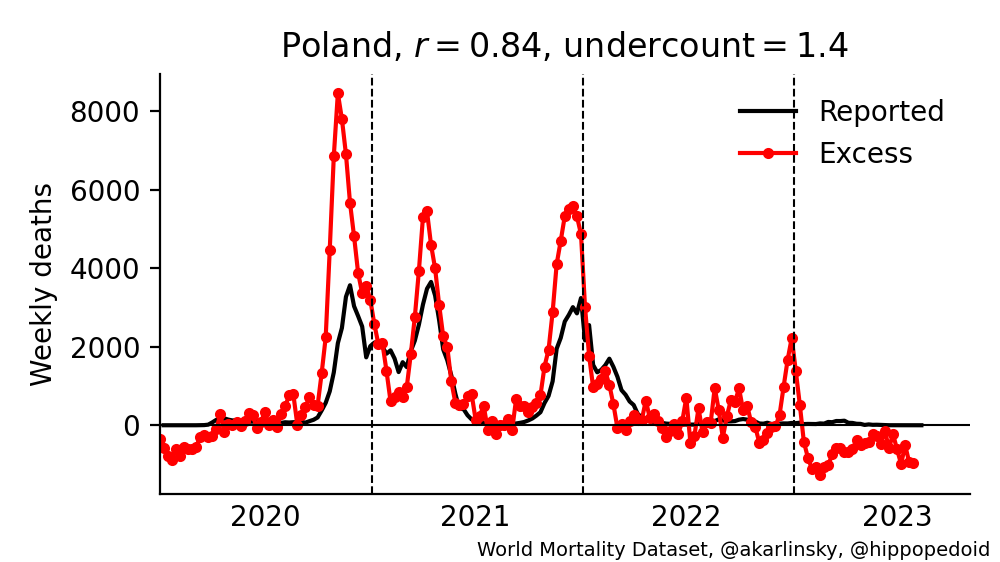 Poland, r = 0.84, undercount = 1.4
Weekly deaths
8000
6000
4000
2000
0
Reported
Excess
2020 2021 2022 2023
World Mortality Dataset, @akarlinsky, @hippopedoid